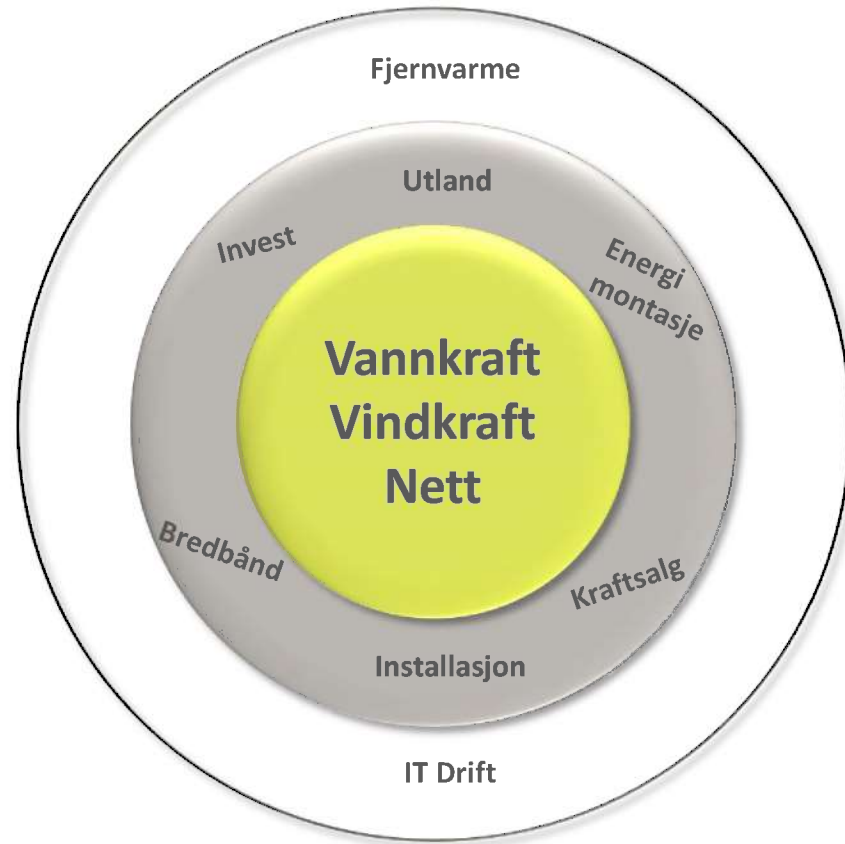 Fjernvarme
Utland
Invest
Energi
montasje
Vannkraft
Vindkraft
Nett
Bredbånd
Kraftsalg
Installasjon
IT Drift